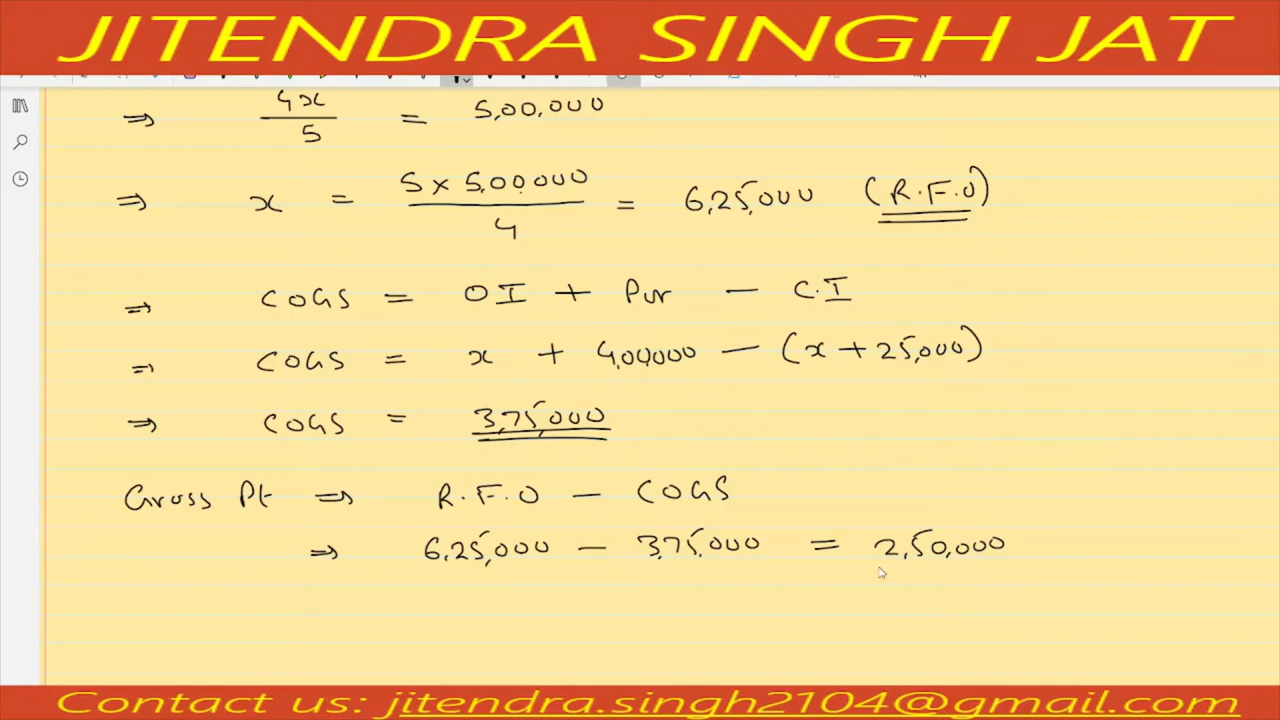 JITENDRA SINGH JAT
⇒ 4x/5 = 5,00,000
⇒ x = 5 x 5,00,000/4 = 6,25,000 (R.F.O)
⇒ COGS = OI + Pur - C.I
⇒ COGS = x + 4,00,000 - (x + 25,000)
⇒ COGS = 3,75,000
Gross Pt ⇒ R.F.O - COGS
⇒ 6,25,000 - 3,75,000 = 2,50,000
Contact us: jitendra.singh2104@gmail.com